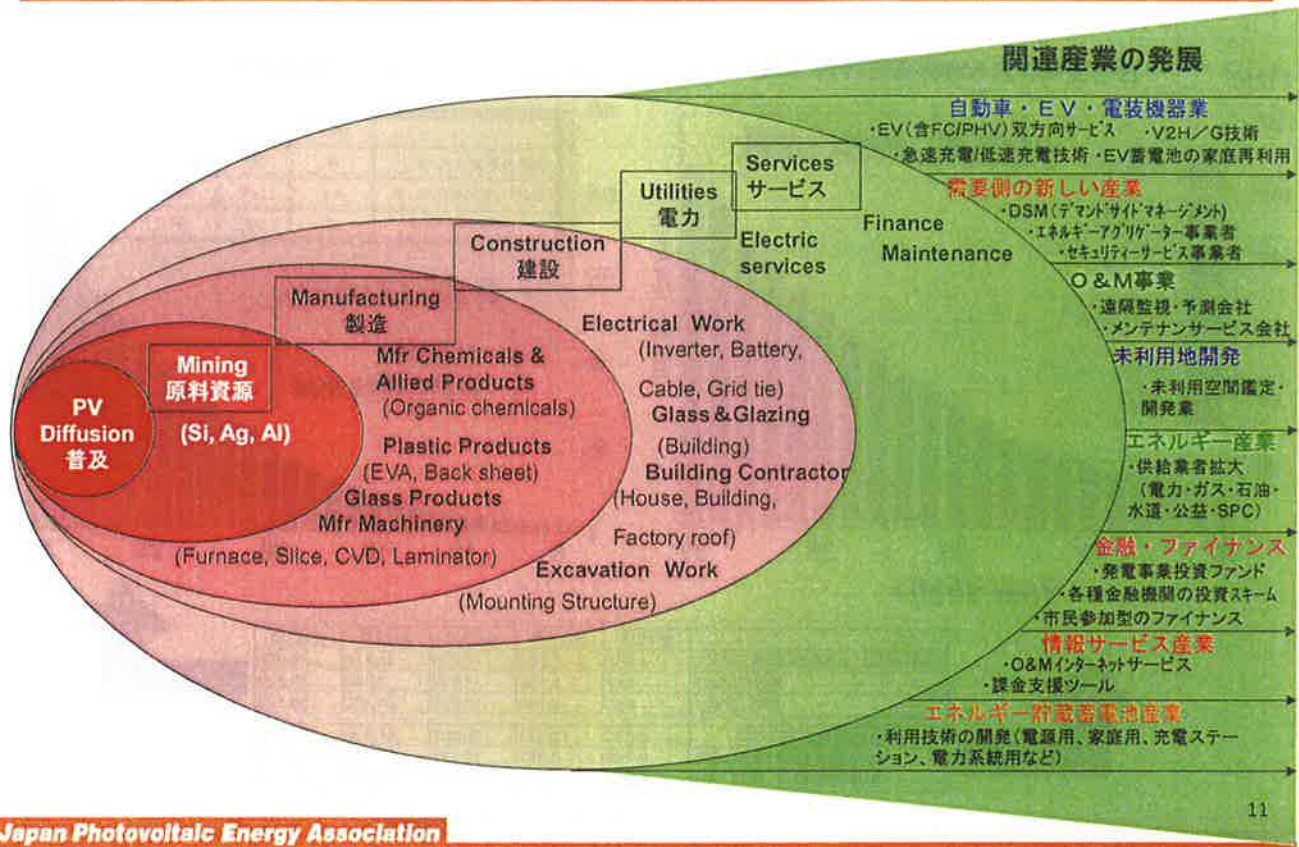 関連産業の発展
自動車・EV・電装機器業
・EV(含FC/PHV)双方向サービス ・V2H/G技術
・急速充電/低速充電技術・EV蓄電池の家庭再利用
需要側の新しい産業
・DSM(デマンドサイドマネージメント)
・エネルギーアグリゲーター事業者
・セキュリティーサービス事業者
O&M事業
・遠隔監視・予測会社
・メンテナンサービス会社
未利用地開発
・未利用空間鑑定・
開発業
エネルギー産業
・供給業者拡大
(電力・ガス・石油・
水道・公益・SPC)
金融・ファイナンス
・発電事業投資ファンド
・各種金融機関の投資スキーム
・市民参加型のファイナンス
情報サービス産業
・O&Mインターネットサービス
・課金支援ツール
エネルギー貯蔵蓄電池産業
・利用技術の開発(電源用、家庭用、充電ステー
ション、電力系統用など)
Services
サービス
Finance
Maintenance
Utilities
電力
Electric
services
Construction
建設
Electrical Work
(Inverter, Battery,
Cable, Grid tie)
Glass & Glazing
(Building)
Building Contractor
(House, Building,
Factory roof)
Excavation Work
(Mounting Structure)
Manufacturing
製造
Mfr Chemicals &
Allied Products
(Organic chemicals)
Plastic Products
(EVA, Back sheet)
Glass Products
Mfr Machinery
(Furnace, Slice, CVD, Laminator)
Mining
原料資源
(Si, Ag, Al)
PV
Diffusion
普及
11
Japan Photovoltaic Energy Association